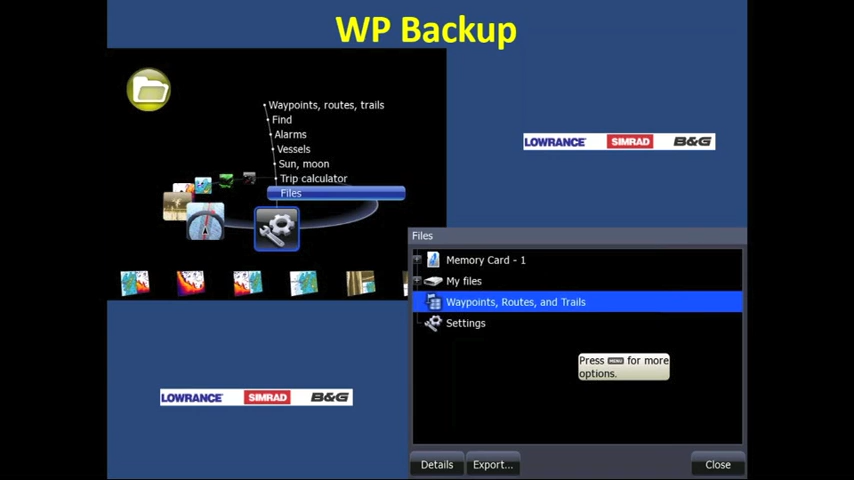 WP Backup
Waypoints, routes, trails
Find
Alarms
Vessels
Sun, moon
Trip calculator
Files
LOWRANCE SIMRAD B&G
Files
Memory Card - 1
My files
Waypoints, Routes, and Trails
Settings
Press MENU for more
options.
Details Export... Close
LOWRANCE SIMRAD B&G